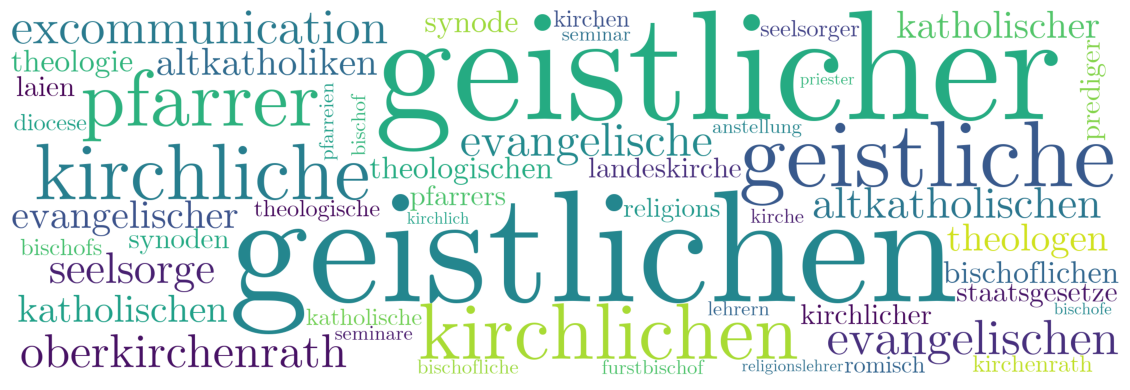 excommunication
synode
kirchen
seminar
seelsorger
katholischer
theologie
altkatholiken
geistlicher
priester
prediger
laien
pfarrer
pfarreien
bischof
diocese
evangelische
anstellung
geistliche
kirchliche
theologischen
landeskirche
pfarrers
evangelischer
theologische
kirchlich
religions
kirche
altkatholischen
bischofs
synoden
geistlichen
theologen
seelsorge
bischoflichen
staatsgesetze
katholischen
katholische
lehrern
kirchlicher
bischofe
seminare
kirchlichen
evangelischen
oberkirchenrath
bischofliche
furstbischof
religionslehrer
romisch
kirchenrath